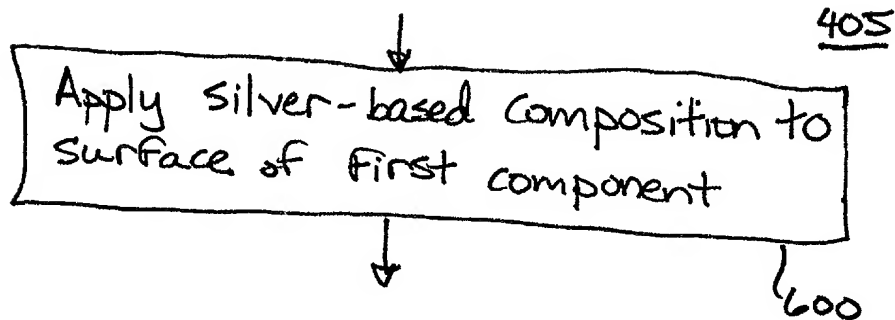 405
Apply silver-based composition to
surface of first component
600